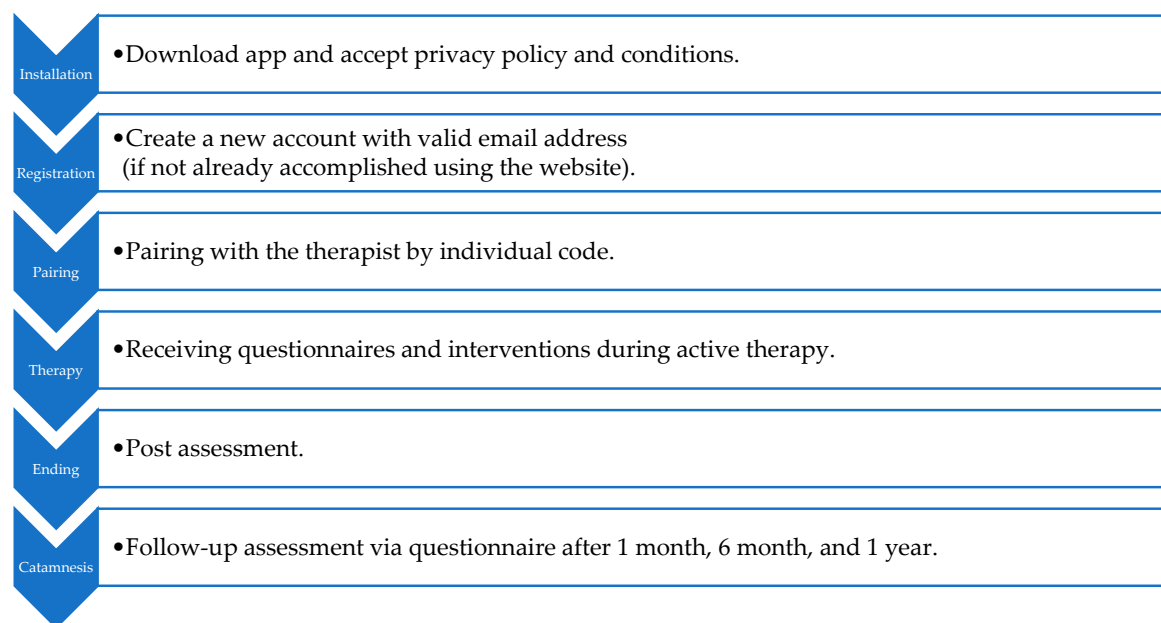 Installation
•Download app and accept privacy policy and conditions.
Registration
•Create a new account with valid email address
(if not already accomplished using the website).
Pairing
•Pairing with the therapist by individual code.
Therapy
•Receiving questionnaires and interventions during active therapy.
Ending
•Post assessment.
Catamnesis
•Follow-up assessment via questionnaire after 1 month, 6 month, and 1 year.